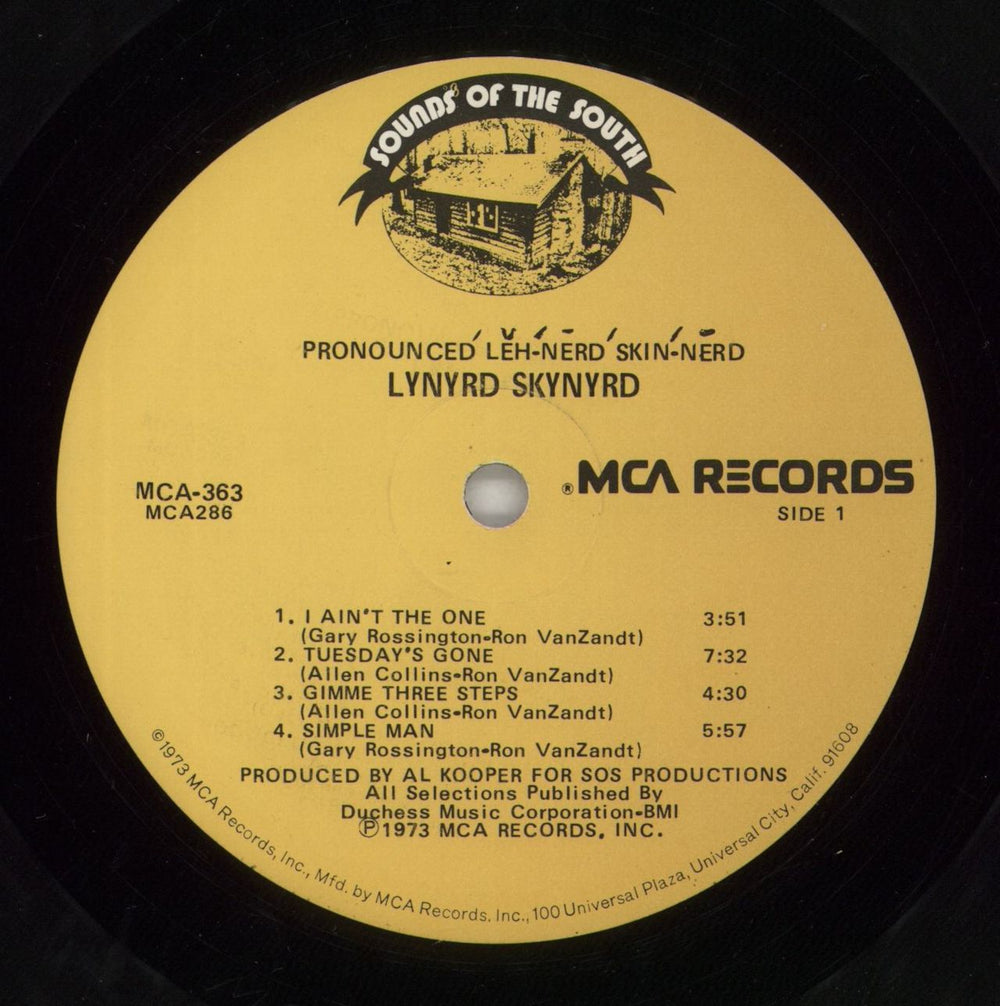 SOUNDS OF THE SOUTH
PRONOUNCED LĔH-NĒRD SKIN-NĒRD
LYNYRD SKYNYRD
MCA-363
MCA286
® MCA RECORDS
SIDE 1
1. I AIN'T THE ONE 3:51
(Gary Rossington-Ron VanZandt)
2. TUESDAY'S GONE 7:32
(Allen Collins-Ron VanZandt)
3. GIMME THREE STEPS 4:30
(Allen Collins-Ron VanZandt)
4. SIMPLE MAN 5:57
(Gary Rossington-Ron VanZandt)
PRODUCED BY AL KOOPER FOR SOS PRODUCTIONS
All Selections Published By
Duchess Music Corporation-BMI
℗1973 MCA RECORDS, INC.
©1973 MCA Records, Inc., Mfd. by MCA Records, Inc., 100 Universal Plaza, Universal City, Calif. 91608